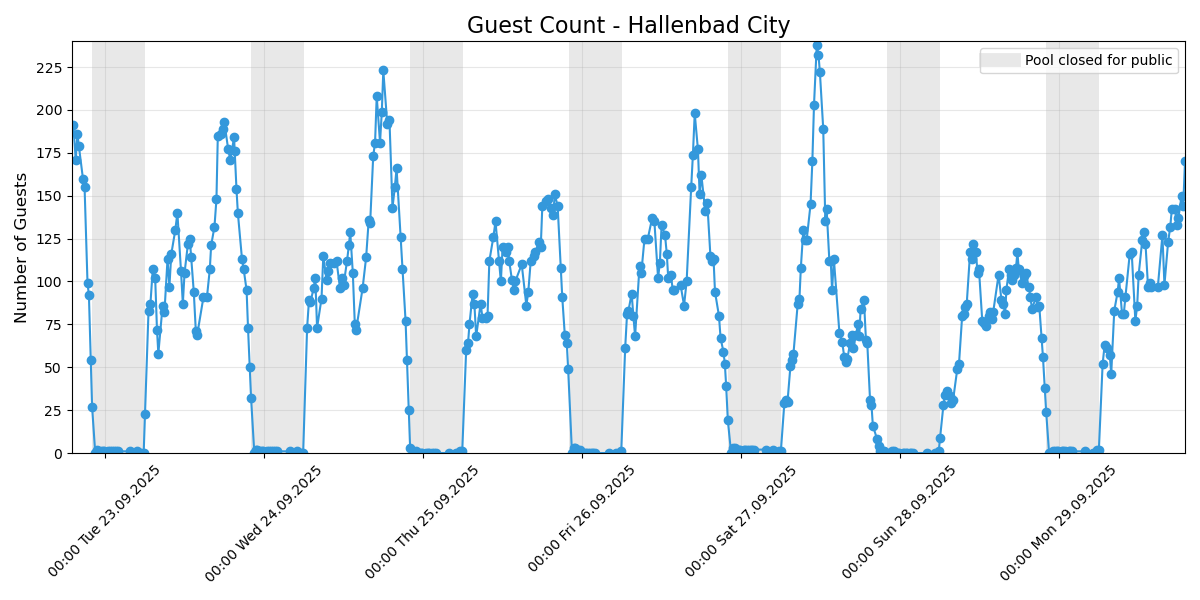 Guest Count - Hallenbad City
Pool closed for public
Number of Guests
225
200
175
150
125
100
75
50
25
0
00:00 Tue 23.09.2025
00:00 Wed 24.09.2025
00:00 Thu 25.09.2025
00:00 Fri 26.09.2025
00:00 Sat 27.09.2025
00:00 Sun 28.09.2025
00:00 Mon 29.09.2025